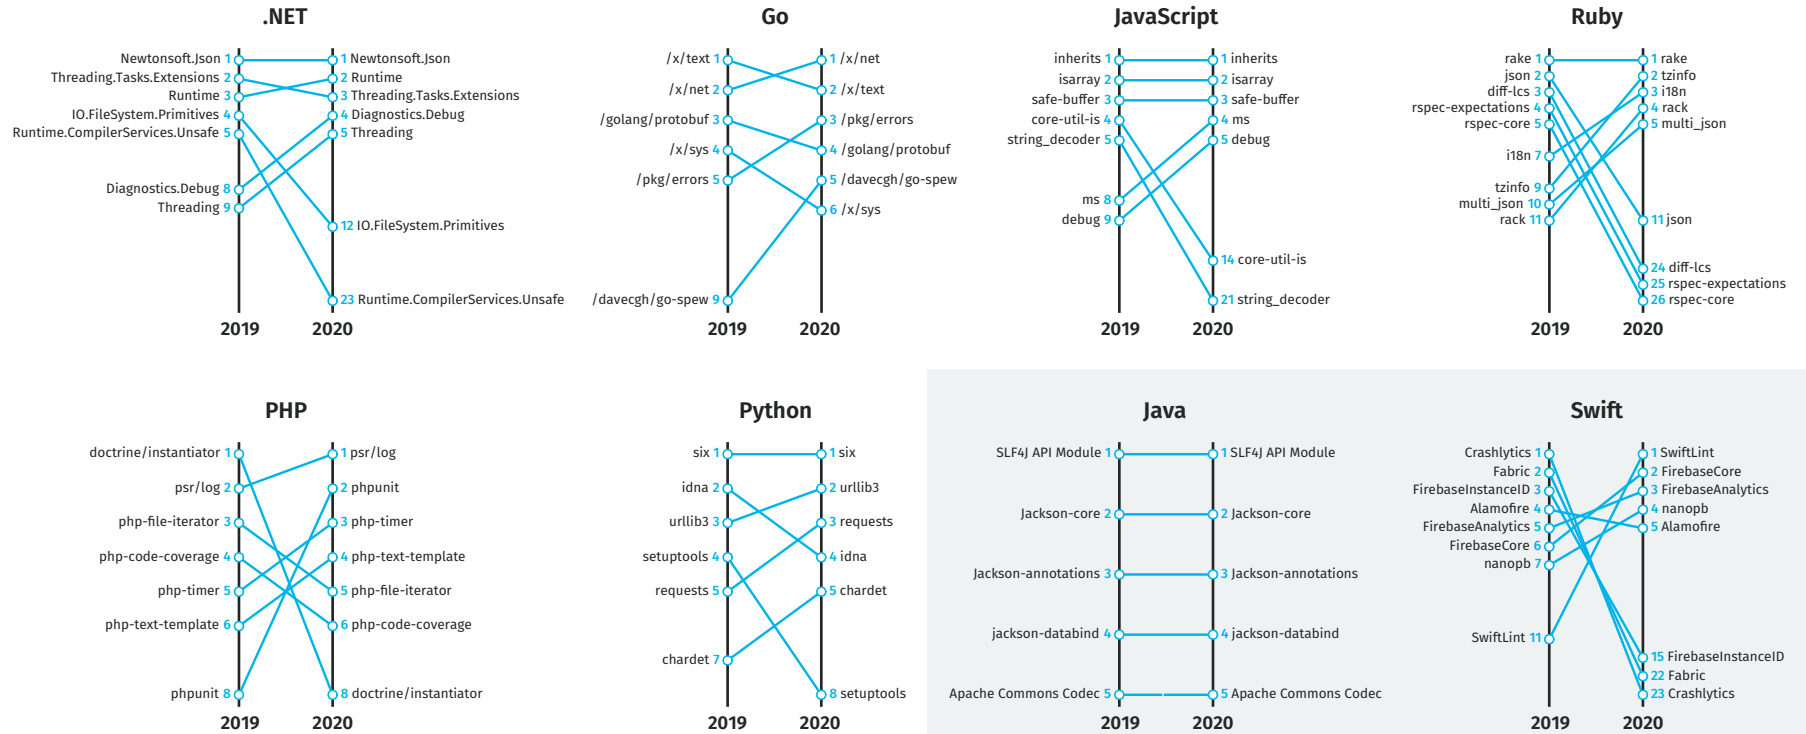 .NET
Newtonsoft.Json 1
Threading.Tasks.Extensions 2
Runtime 3
IO.FileSystem.Primitives 4
Runtime.CompilerServices.Unsafe 5
Diagnostics.Debug 8
Threading 9
1 Newtonsoft.Json
2 Runtime
3 Threading.Tasks.Extensions
4 Diagnostics.Debug
5 Threading
12 IO.FileSystem.Primitives
23 Runtime.CompilerServices.Unsafe
2019 2020
Go
/x/text 1
/x/net 2
/golang/protobuf 3
/x/sys 4
/pkg/errors 5
/davecgh/go-spew 9
1 /x/net
2 /x/text
3 /pkg/errors
4 /golang/protobuf
5 /davecgh/go-spew
6 /x/sys
2019 2020
JavaScript
inherits 1
isarray 2
safe-buffer 3
core-util-is 4
string_decoder 5
ms 8
debug 9
1 inherits
2 isarray
3 safe-buffer
4 ms
5 debug
14 core-util-is
21 string_decoder
2019 2020
Ruby
rake 1
json 2
diff-lcs 3
rspec-expectations 4
rspec-core 5
i18n 7
tzinfo 9
multi_json 10
rack 11
1 rake
2 tzinfo
3 i18n
4 rack
5 multi_json
11 json
24 diff-lcs
25 rspec-expectations
26 rspec-core
2019 2020
PHP
doctrine/instantiator 1
psr/log 2
php-file-iterator 3
php-code-coverage 4
php-timer 5
php-text-template 6
phpunit 8
1 psr/log
2 phpunit
3 php-timer
4 php-text-template
5 php-file-iterator
6 php-code-coverage
8 doctrine/instantiator
2019 2020
Python
six 1
idna 2
urllib3 3
setuptools 4
requests 5
chardet 7
1 six
2 urllib3
3 requests
4 idna
5 chardet
8 setuptools
2019 2020
Java
SLF4J API Module 1
Jackson-core 2
Jackson-annotations 3
jackson-databind 4
Apache Commons Codec 5
1 SLF4J API Module
2 Jackson-core
3 Jackson-annotations
4 jackson-databind
5 Apache Commons Codec
2019 2020
Swift
Crashlytics 1
Fabric 2
FirebaseInstanceID 3
Alamofire 4
FirebaseAnalytics 5
FirebaseCore 6
nanopb 7
SwiftLint 11
1 SwiftLint
2 FirebaseCore
3 FirebaseAnalytics
4 nanopb
5 Alamofire
15 FirebaseInstanceID
22 Fabric
23 Crashlytics
2019 2020